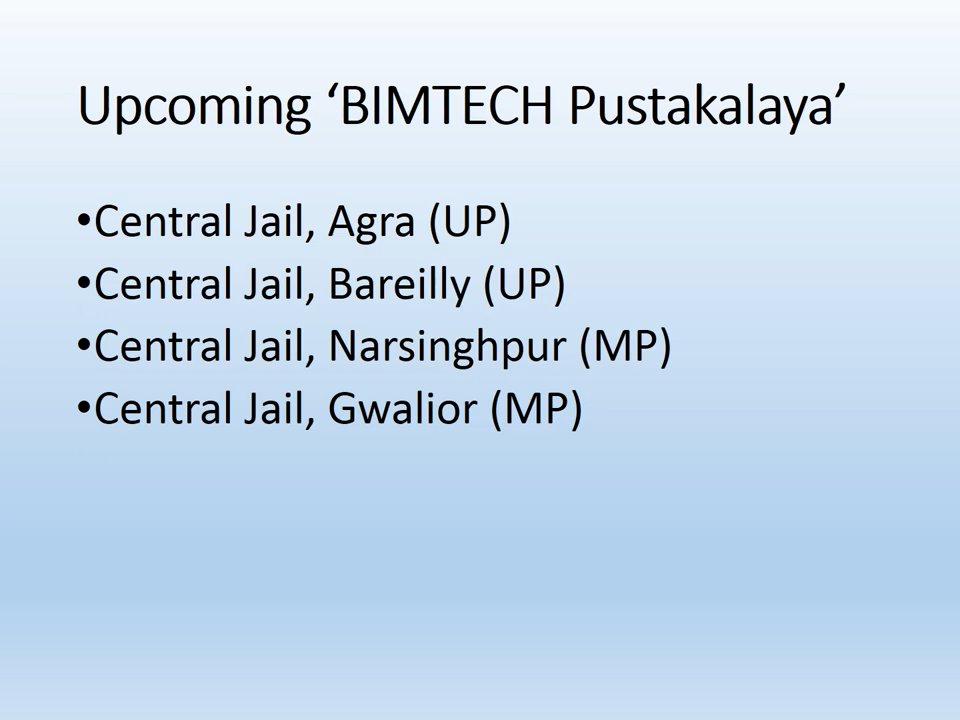 Upcoming ‘BIMTECH Pustakalaya’
•Central Jail, Agra (UP)
•Central Jail, Bareilly (UP)
•Central Jail, Narsinghpur (MP)
•Central Jail, Gwalior (MP)